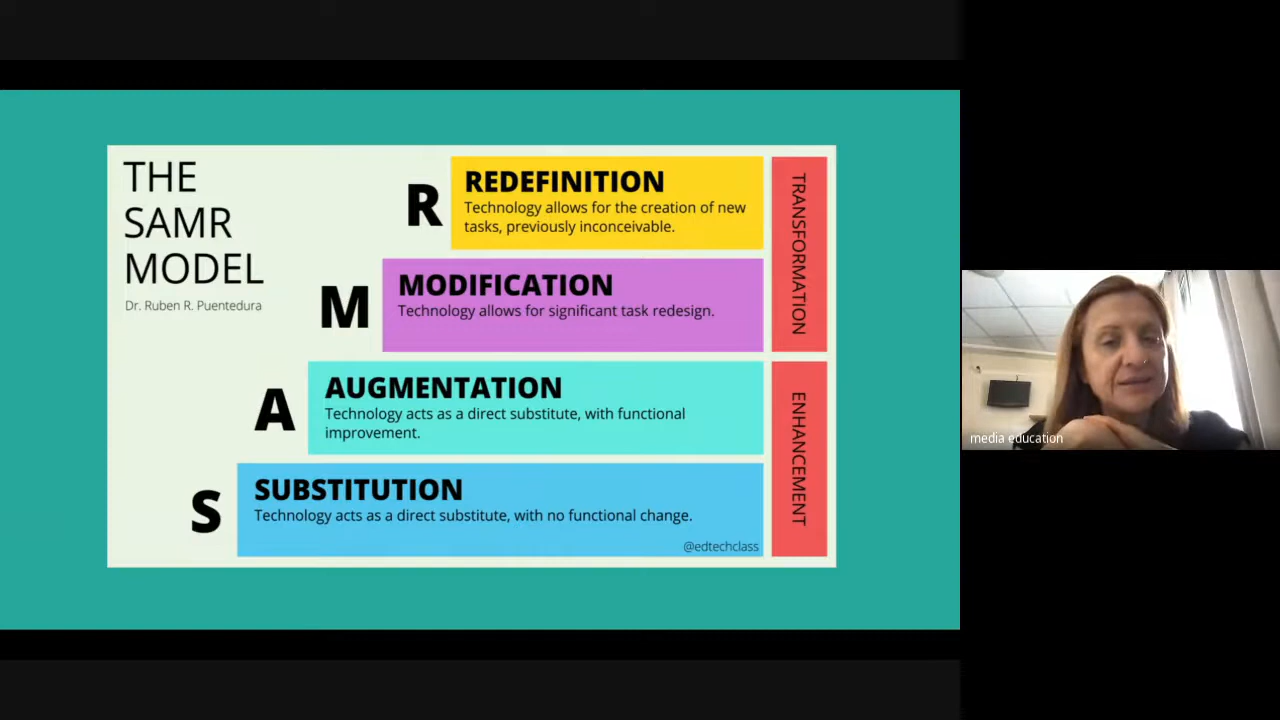 THE
SAMR
MODEL
Dr. Ruben R. Puentedura
R
REDEFINITION
Technology allows for the creation of new
tasks, previously inconceivable.
M
MODIFICATION
Technology allows for significant task redesign.
A
AUGMENTATION
Technology acts as a direct substitute, with functional
improvement.
S
SUBSTITUTION
Technology acts as a direct substitute, with no functional change.
@edtechclass
TRANSFORMATION
ENHANCEMENT
media education